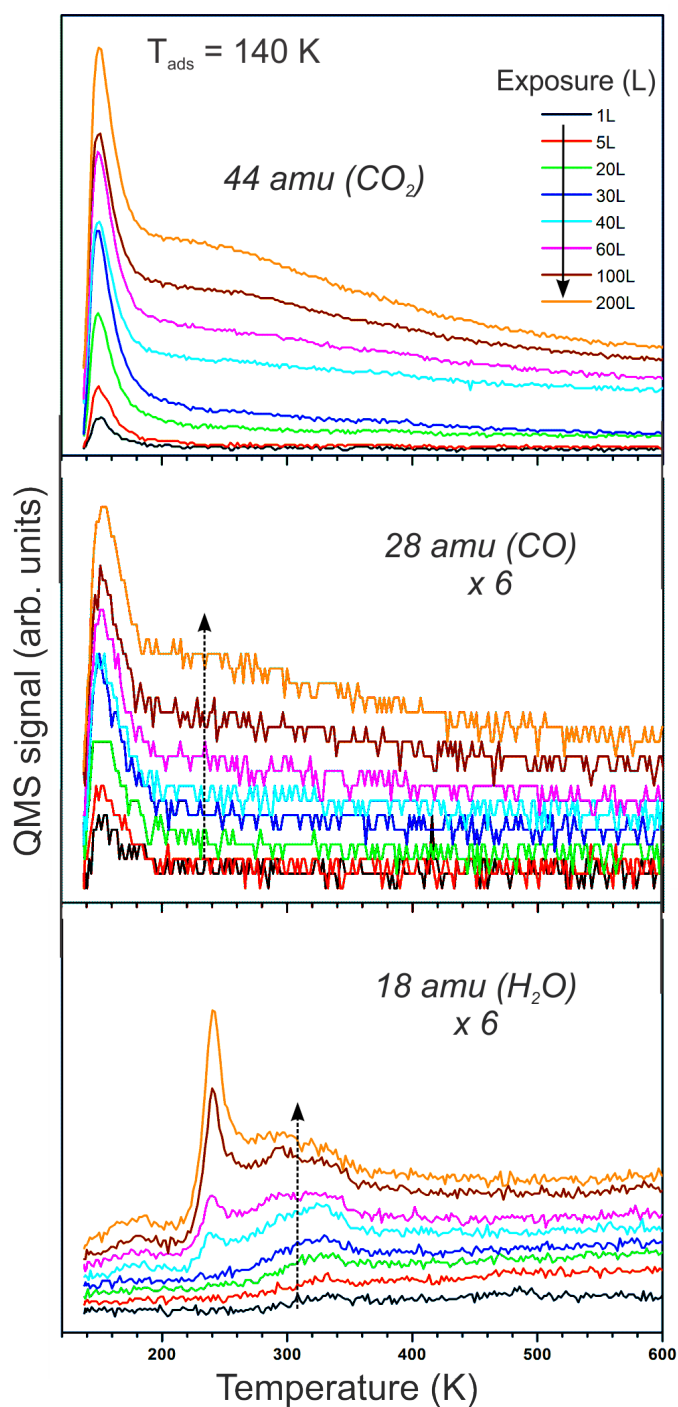 T_ads = 140 K
Exposure (L)
1L
5L
20L
30L
40L
60L
100L
200L
44 amu (CO₂)
28 amu (CO)
x 6
18 amu (H₂O)
x 6
QMS signal (arb. units)
200 300 400 500 600
Temperature (K)